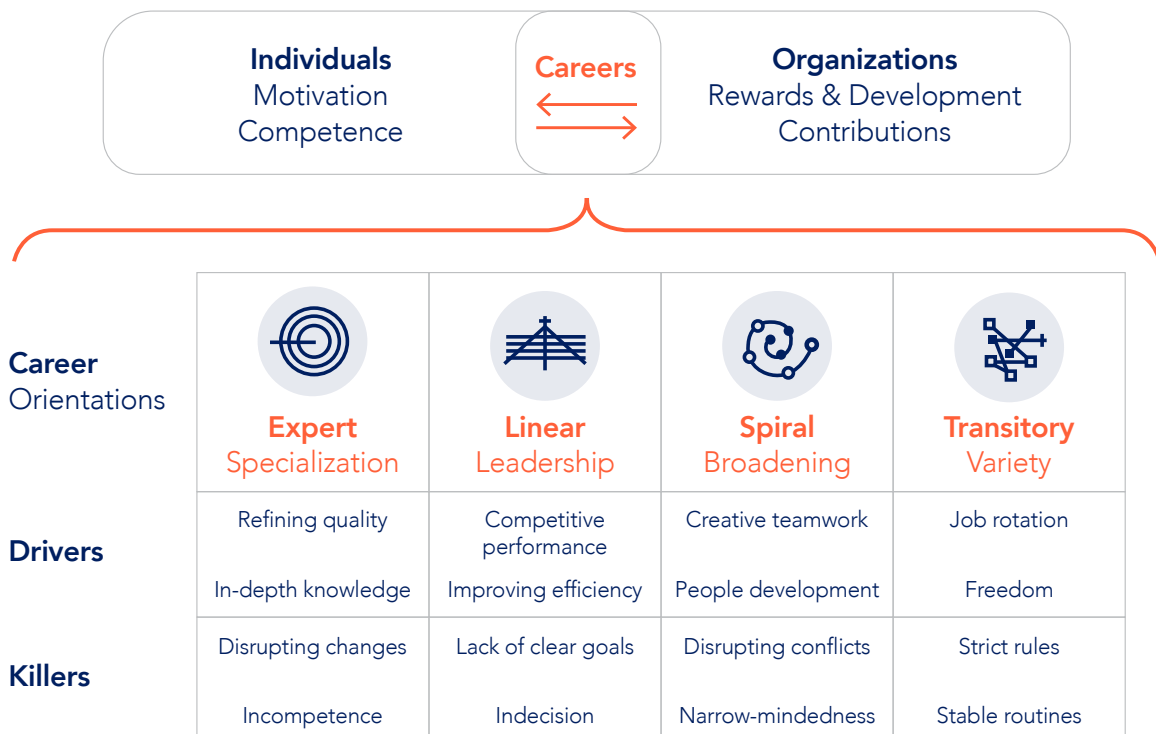 Individuals
Motivation
Competence
Careers
Organizations
Rewards & Development
Contributions
Career
Orientations
Expert
Specialization
Linear
Leadership
Spiral
Broadening
Transitory
Variety
Drivers
Refining quality
In-depth knowledge
Competitive
performance
Improving efficiency
Creative teamwork
People development
Job rotation
Freedom
Killers
Disrupting changes
Incompetence
Lack of clear goals
Indecision
Disrupting conflicts
Narrow-mindedness
Strict rules
Stable routines